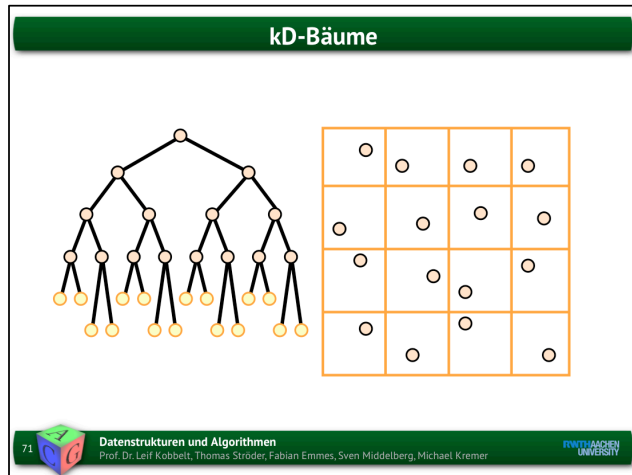 kD-Bäume
71
A
C
G
Datenstrukturen und Algorithmen
Prof. Dr. Leif Kobbelt, Thomas Ströder, Fabian Emmes, Sven Middelberg, Michael Kremer
RWTHAACHEN
UNIVERSITY